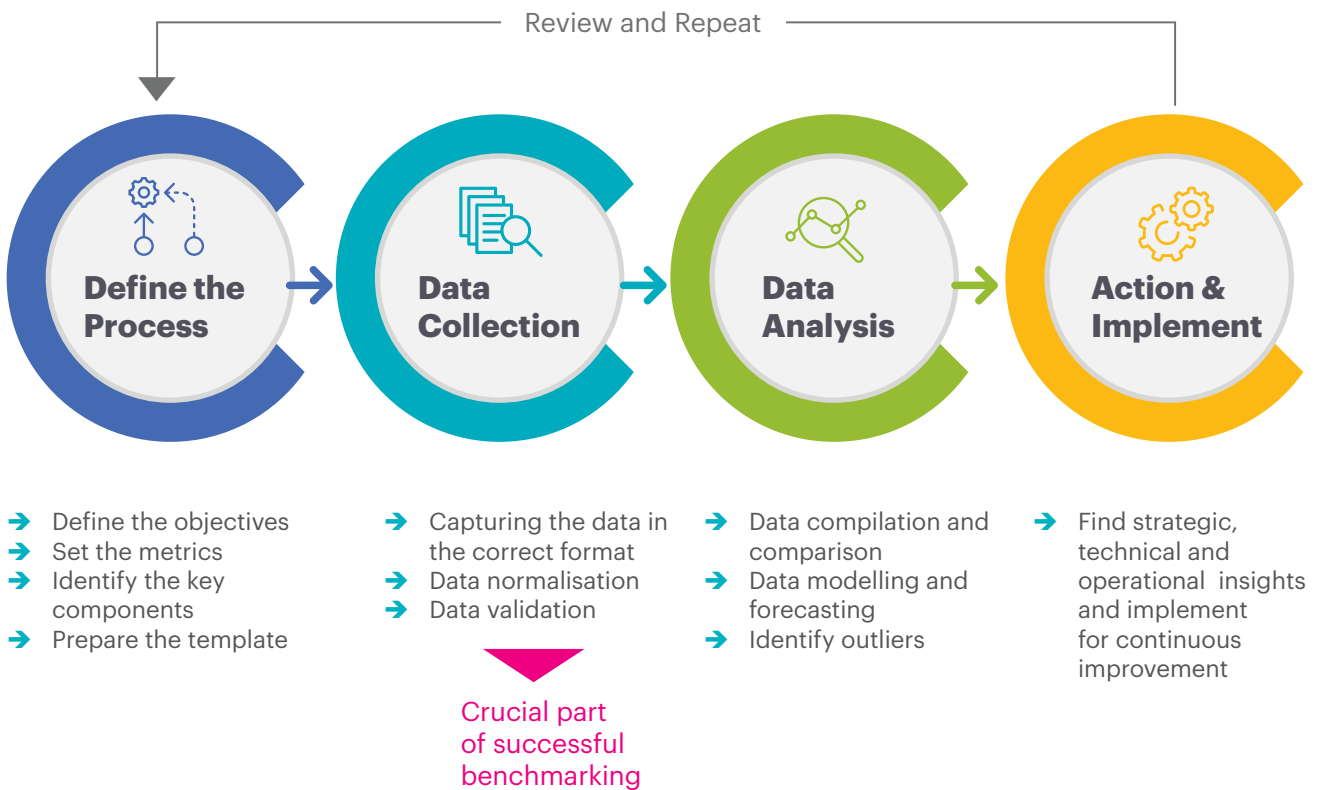 Review and Repeat
Define the
Process
Data
Collection
Data
Analysis
Action &
Implement
Define the objectives
Set the metrics
Identify the key
components
Prepare the template
Capturing the data in
the correct format
Data normalisation
Data validation
Crucial part
of successful
benchmarking
Data compilation and
comparison
Data modelling and
forecasting
Identify outliers
Find strategic,
technical and
operational insights
and implement
for continuous
improvement